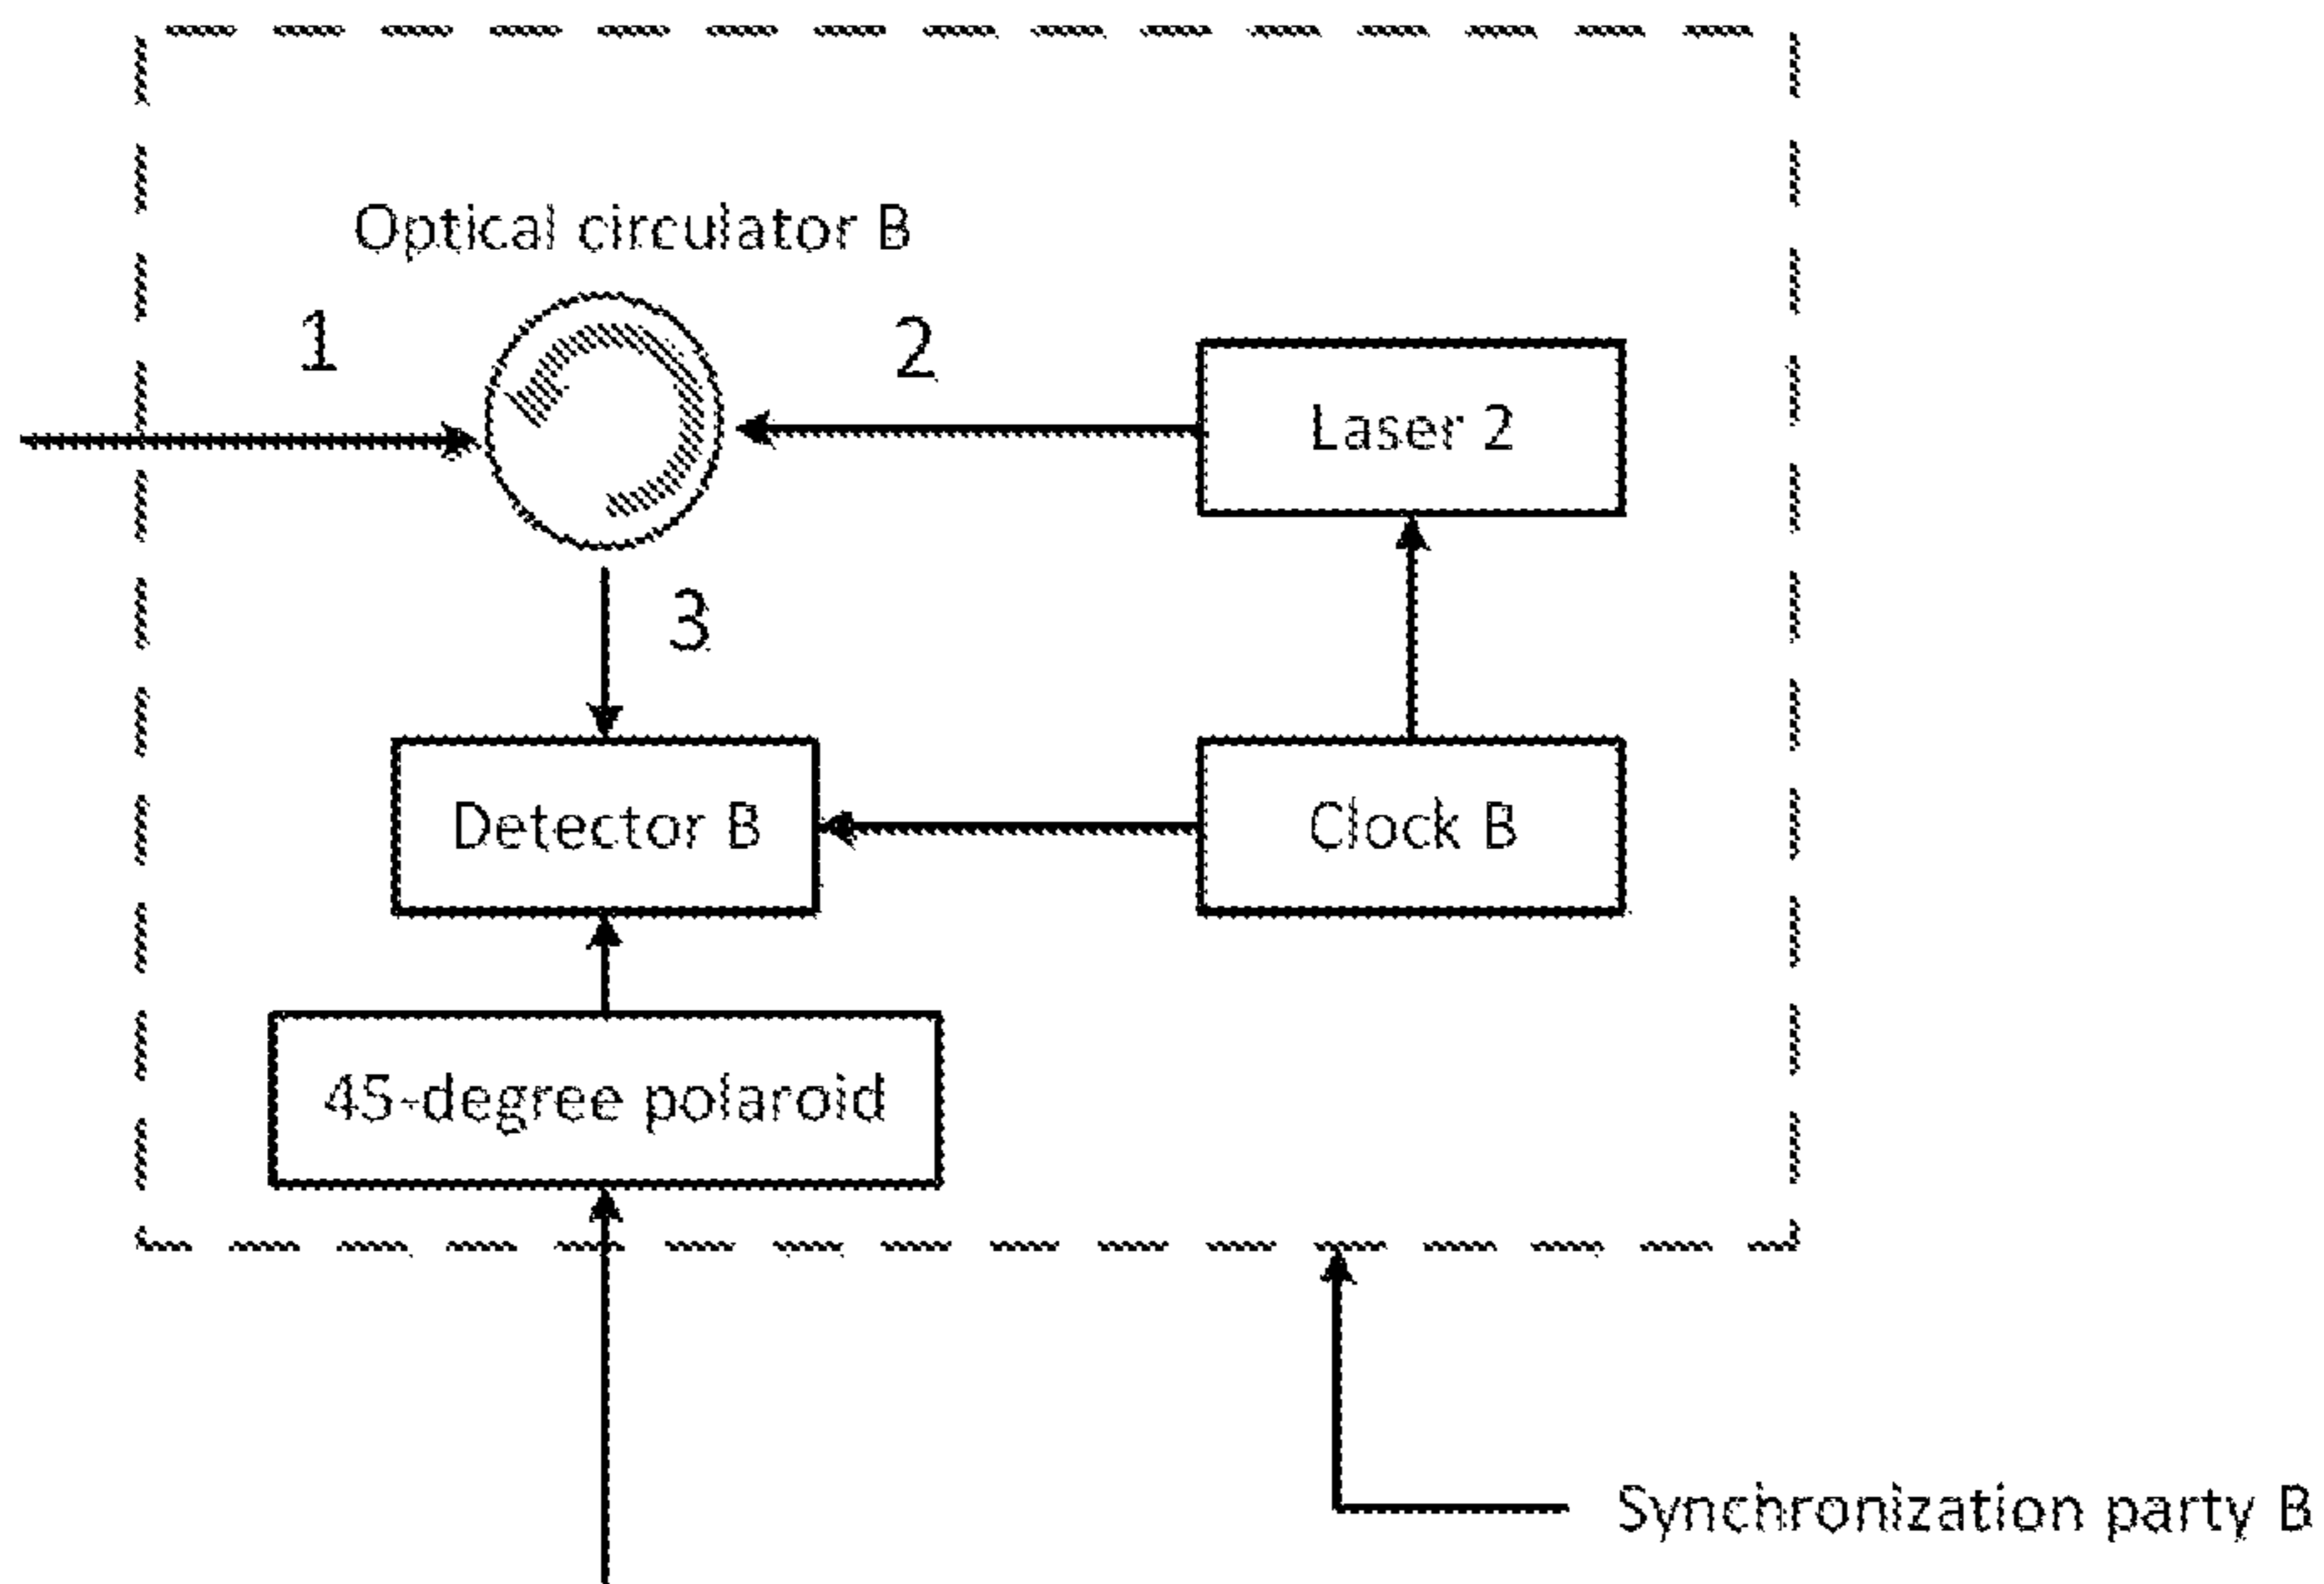 Optical circulator B
1
2
Laser 2
3
Detector B
Clock B
45-degree polaroid
Synchronization party B